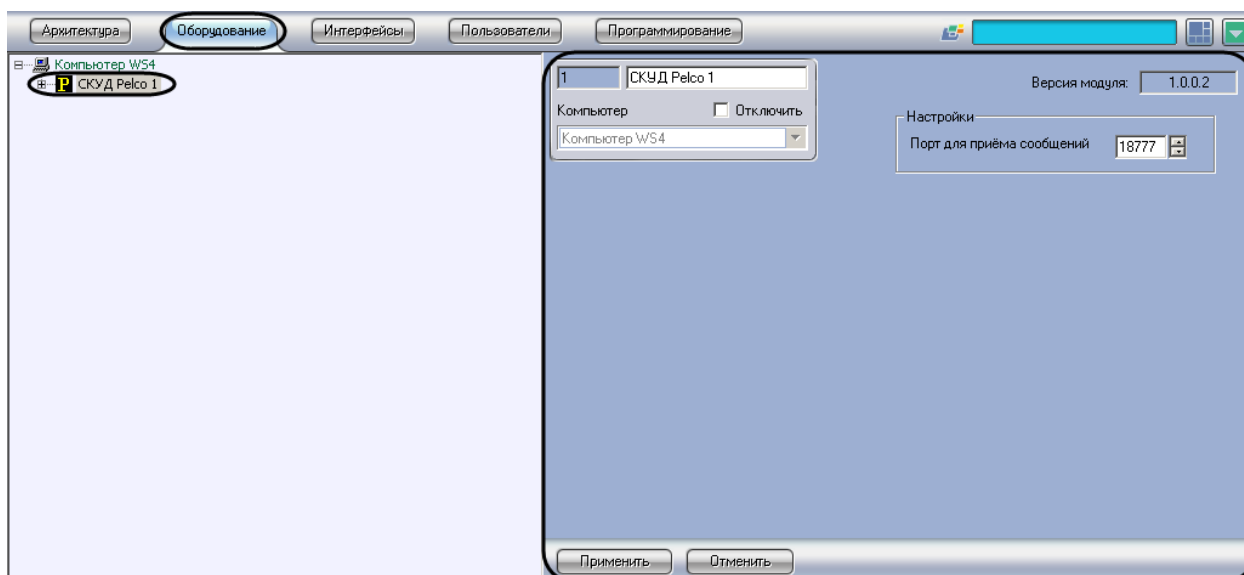 Архитектура Оборудование Интерфейсы Пользователи Программирование
Компьютер WS4
P СКУД Pelco 1
1 СКУД Pelco 1
Компьютер Отключить
Компьютер WS4
Версия модуля: 1.0.0.2
Настройки
Порт для приёма сообщений 18777
Применить Отменить